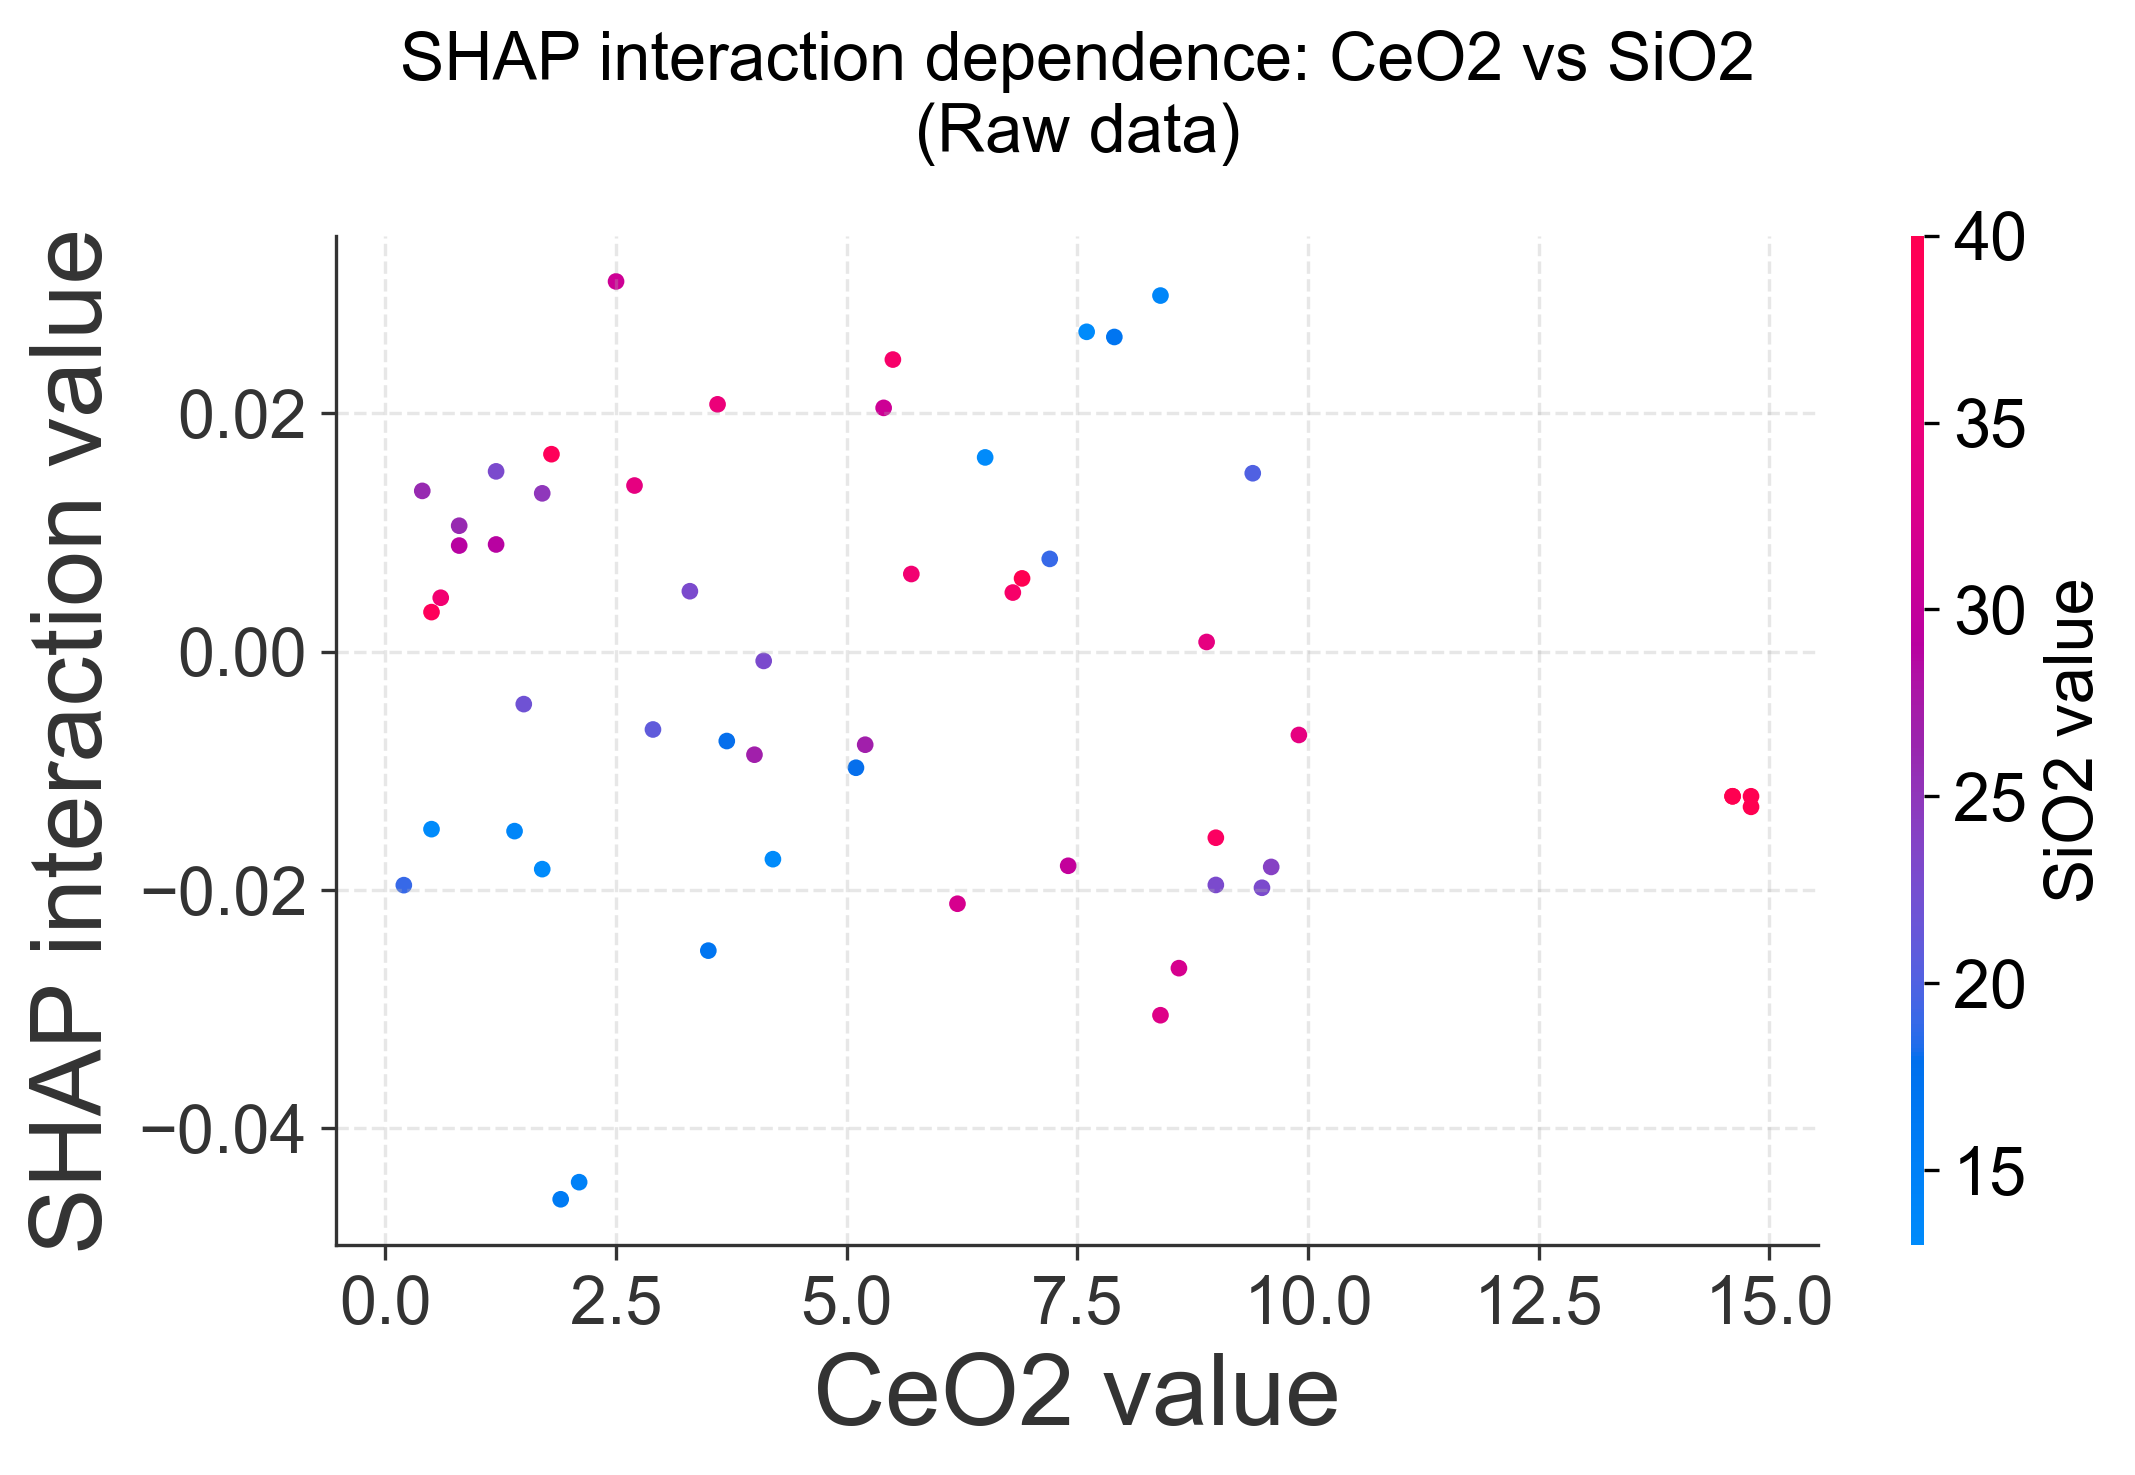 SHAP interaction dependence: CeO2 vs SiO2
(Raw data)
SHAP interaction value
0.02
0.00
−0.02
−0.04
0.0 2.5 5.0 7.5 10.0 12.5 15.0
CeO2 value
40
35
30
25
20
15
SiO2 value